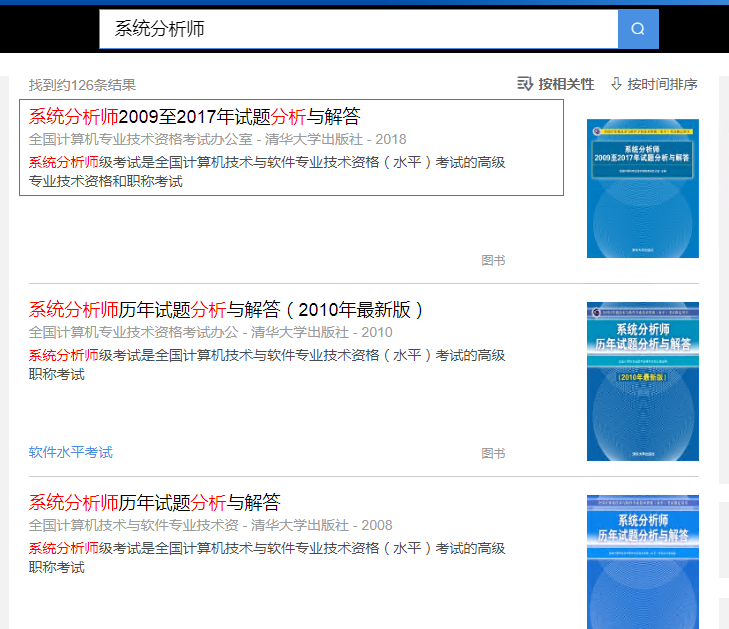 系统分析师
找到约126条结果
按相关性 按时间排序
系统分析师2009至2017年试题分析与解答
全国计算机专业技术资格考试办公室 - 清华大学出版社 - 2018
系统分析师级考试是全国计算机技术与软件专业技术资格（水平）考试的高级
专业技术资格和职称考试
图书
系统分析师
2009至2017年试题分析与解答
系统分析师历年试题分析与解答（2010年最新版）
全国计算机专业技术资格考试办公 - 清华大学出版社 - 2010
系统分析师级考试是全国计算机技术与软件专业技术资格（水平）考试的高级
职称考试
软件水平考试
图书
系统分析师
历年试题分析与解答
（2010年最新版）
系统分析师历年试题分析与解答
全国计算机技术与软件专业技术资 - 清华大学出版社 - 2008
系统分析师级考试是全国计算机技术与软件专业技术资格（水平）考试的高级
职称考试
系统分析师
历年试题分析与解答